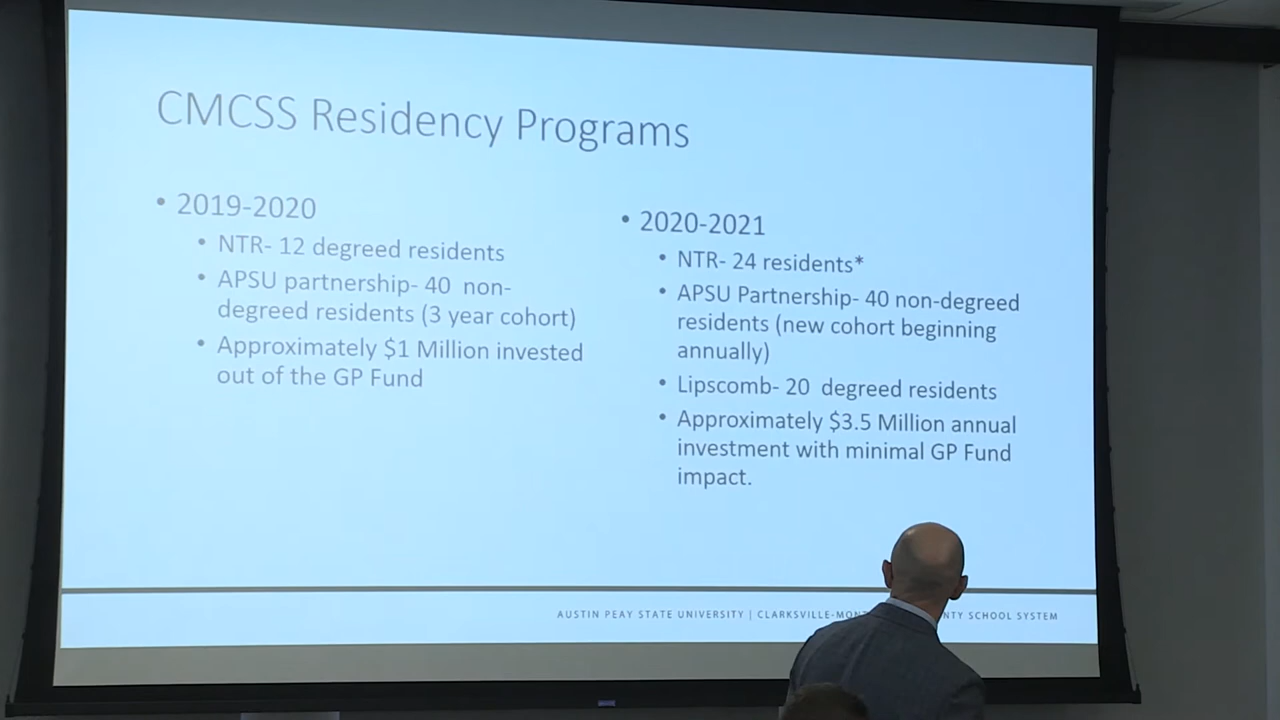 CMCSS Residency Programs
• 2019-2020
• NTR- 12 degreed residents
• APSU partnership- 40 non-
degreed residents (3 year cohort)
• Approximately $1 Million invested
out of the GP Fund
• 2020-2021
• NTR- 24 residents*
• APSU Partnership- 40 non-degreed
residents (new cohort beginning
annually)
• Lipscomb- 20 degreed residents
• Approximately $3.5 Million annual
investment with minimal GP Fund
impact.
AUSTIN PEAY STATE UNIVERSITY | CLARKSVILLE-MON NTY SCHOOL SYSTEM